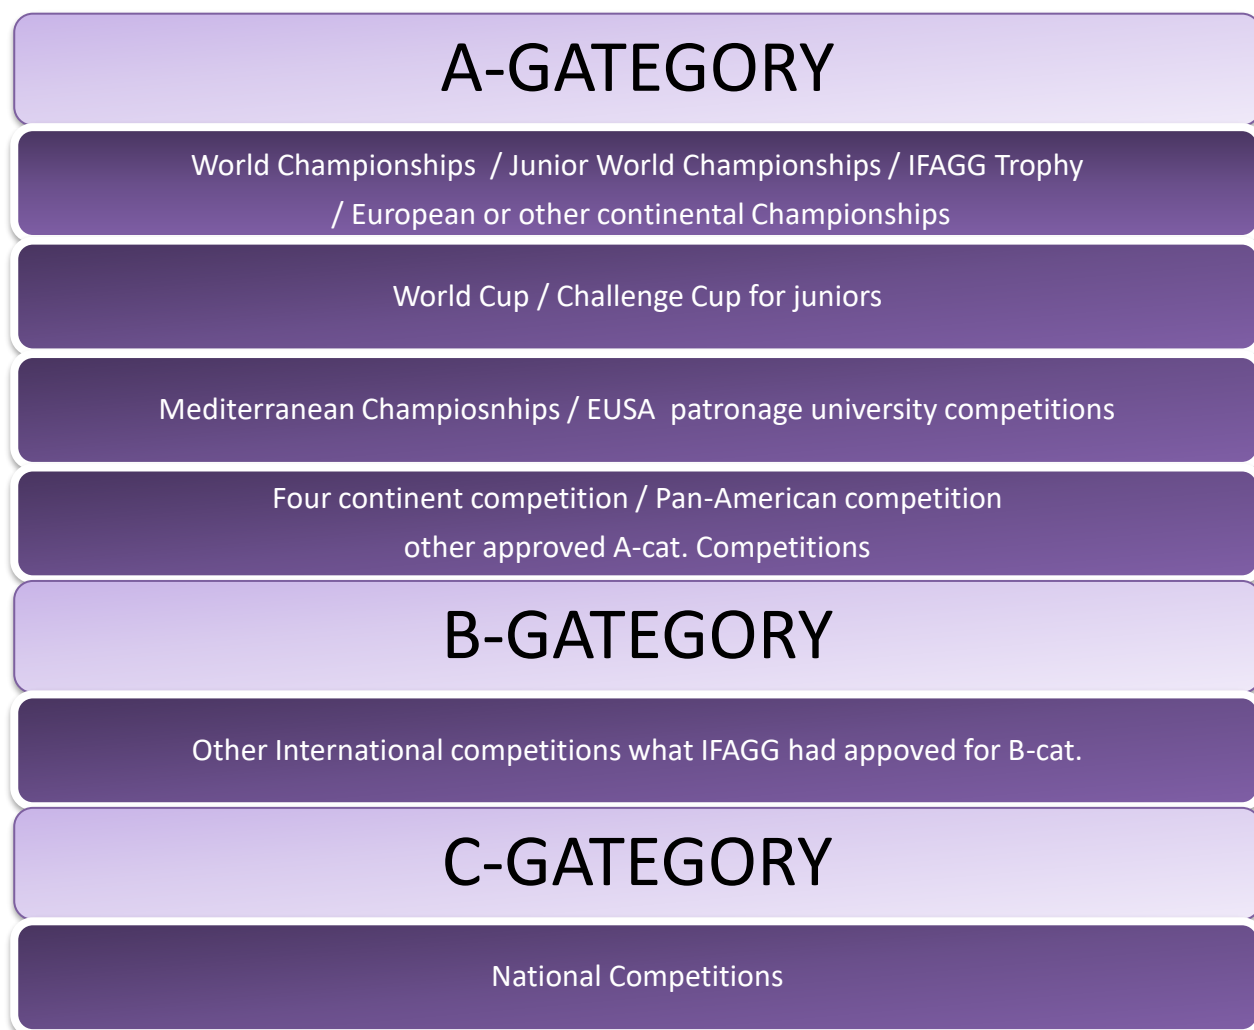 A-GATEGORY
World Championships / Junior World Championships / IFAGG Trophy
/ European or other continental Championships
World Cup / Challenge Cup for juniors
Mediterranean Champiosnhips / EUSA patronage university competitions
Four continent competition / Pan-American competition
other approved A-cat. Competitions
B-GATEGORY
Other International competitions what IFAGG had appoved for B-cat.
C-GATEGORY
National Competitions